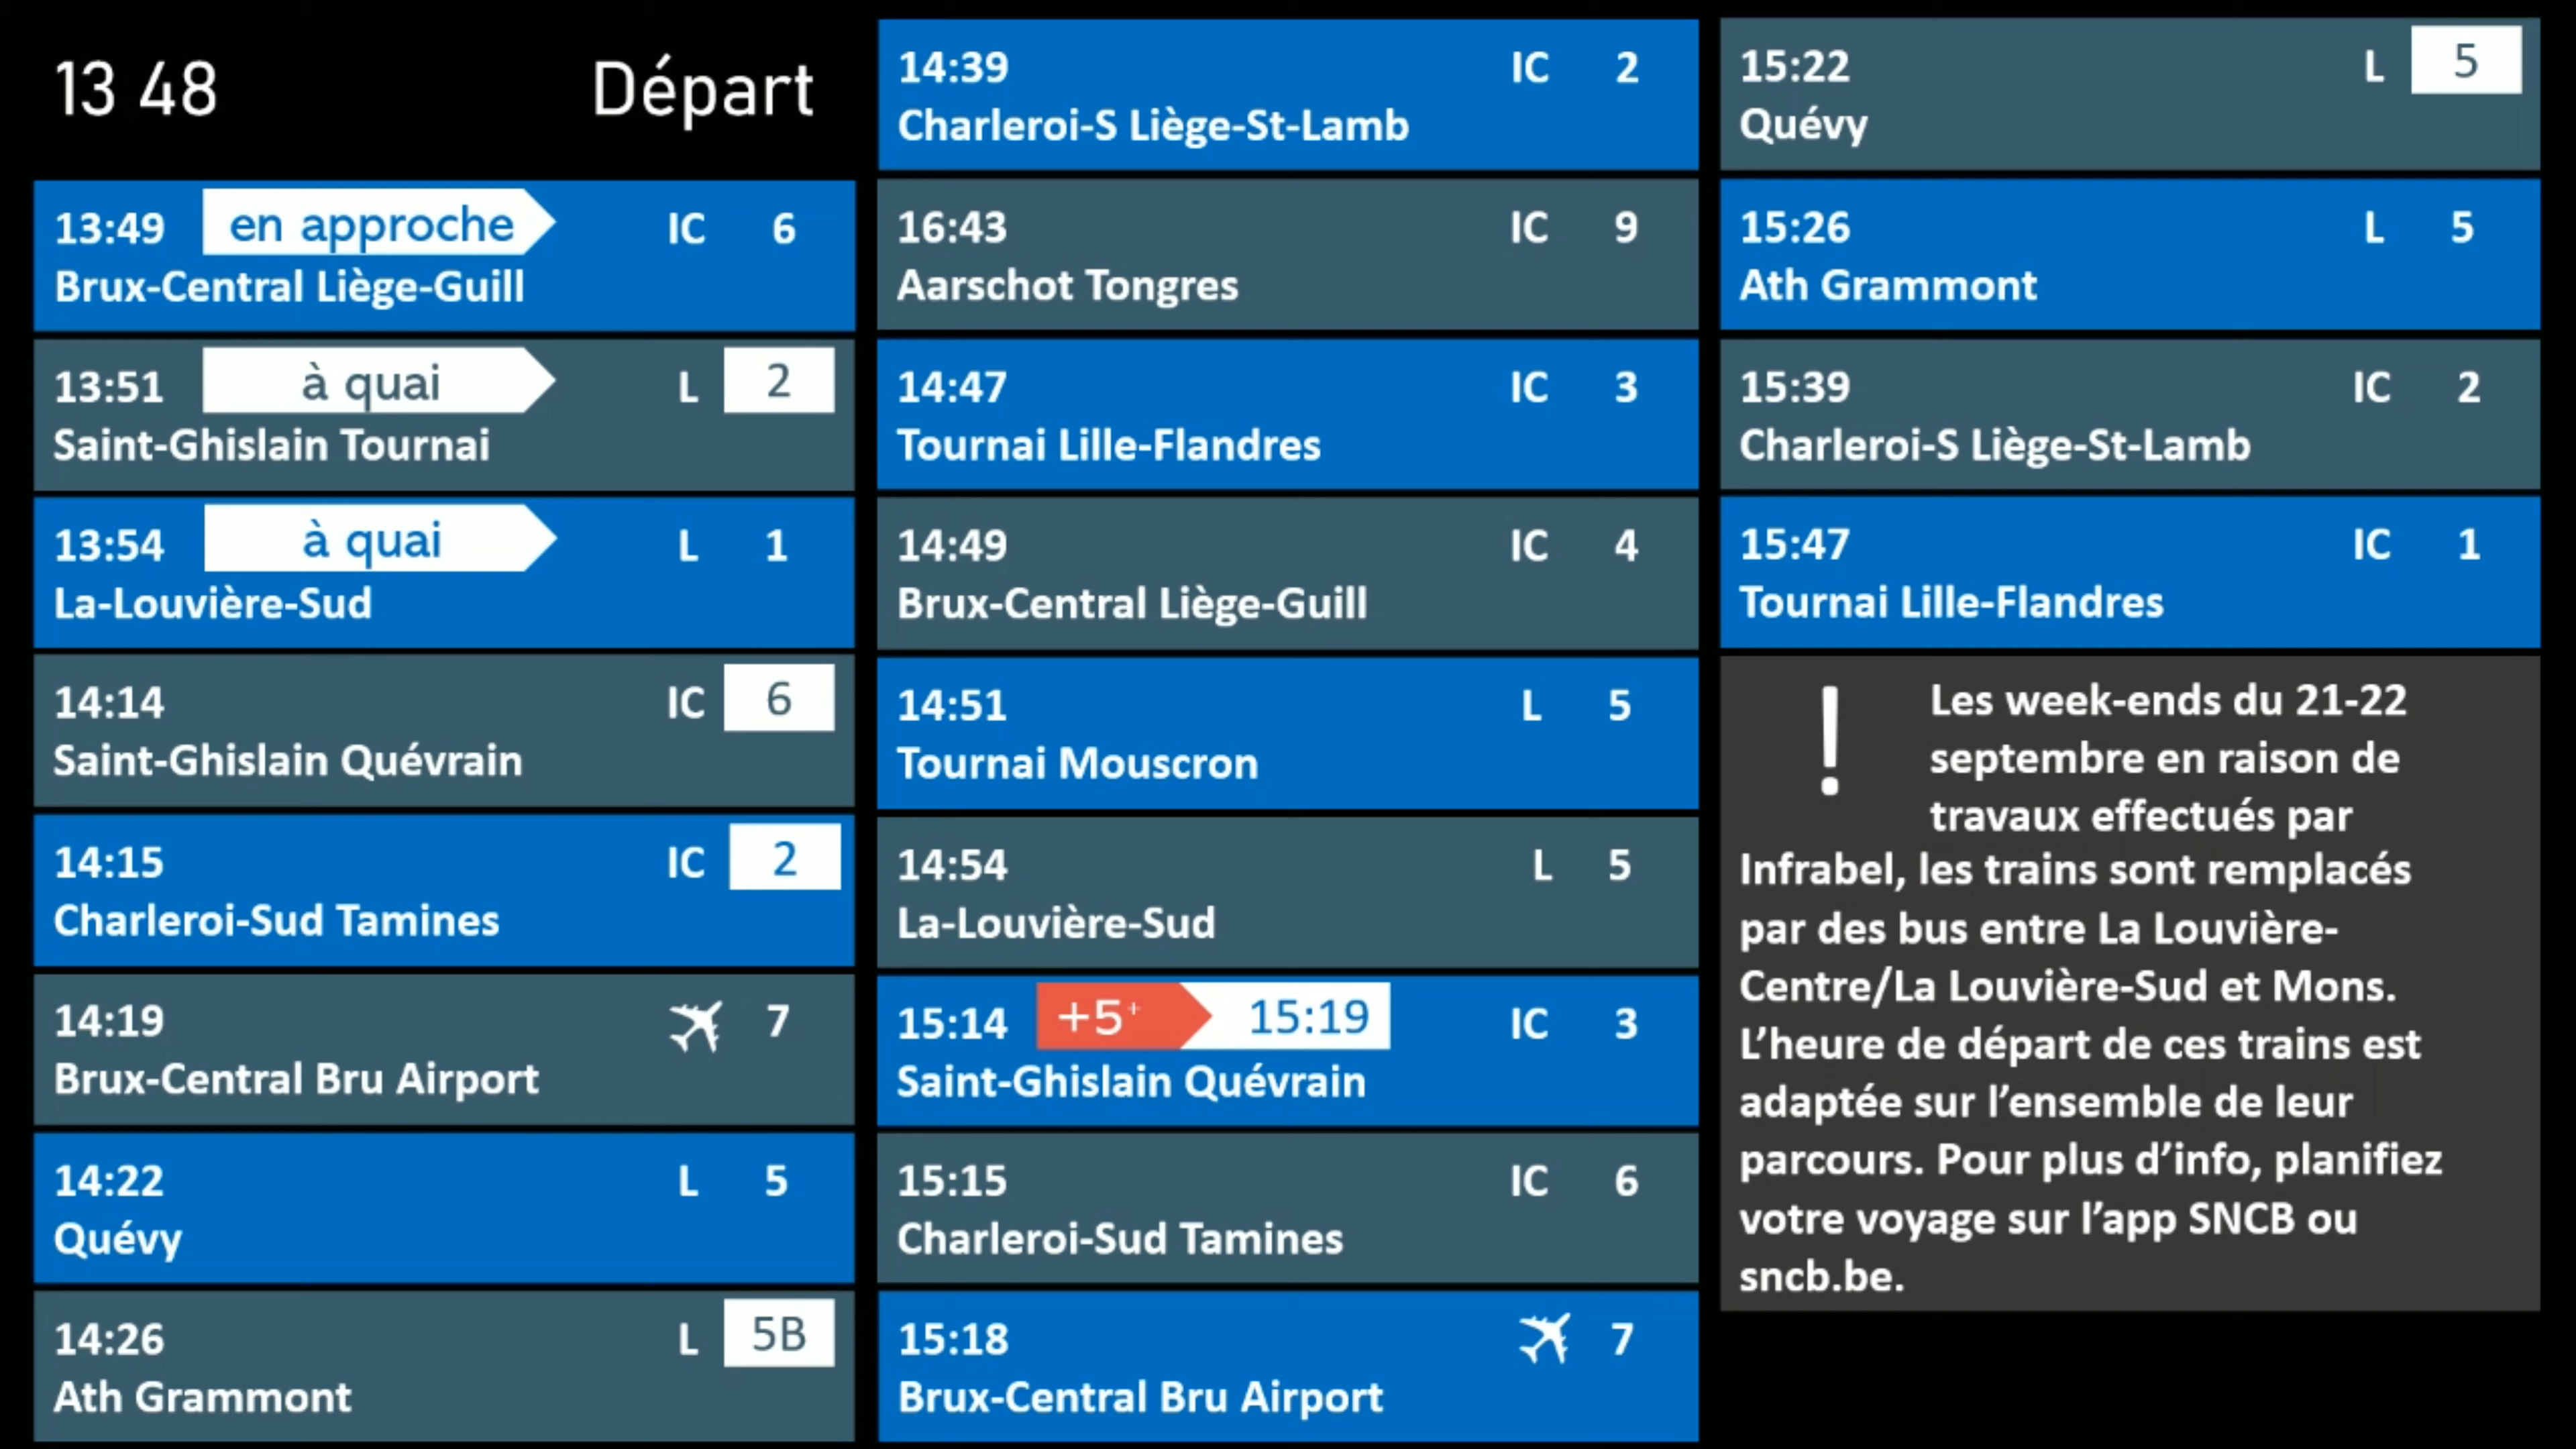 13 48 Départ
13:49 en approche IC 6
Brux-Central Liège-Guill
13:51 à quai L 2
Saint-Ghislain Tournai
13:54 à quai L 1
La-Louvière-Sud
14:14 IC 6
Saint-Ghislain Quévrain
14:15 IC 2
Charleroi-Sud Tamines
14:19 7
Brux-Central Bru Airport
14:22 L 5
Quévy
14:26 L 5B
Ath Grammont
14:39 IC 2
Charleroi-S Liège-St-Lamb
16:43 IC 9
Aarschot Tongres
14:47 IC 3
Tournai Lille-Flandres
14:49 IC 4
Brux-Central Liège-Guill
14:51 L 5
Tournai Mouscron
14:54 L 5
La-Louvière-Sud
15:14 +5+ 15:19 IC 3
Saint-Ghislain Quévrain
15:15 IC 6
Charleroi-Sud Tamines
15:18 7
Brux-Central Bru Airport
15:22 L 5
Quévy
15:26 L 5
Ath Grammont
15:39 IC 2
Charleroi-S Liège-St-Lamb
15:47 IC 1
Tournai Lille-Flandres
! Les week-ends du 21-22
septembre en raison de
travaux effectués par
Infrabel, les trains sont remplacés
par des bus entre La Louvière-
Centre/La Louvière-Sud et Mons.
L’heure de départ de ces trains est
adaptée sur l’ensemble de leur
parcours. Pour plus d’info, planifiez
votre voyage sur l’app SNCB ou
sncb.be.